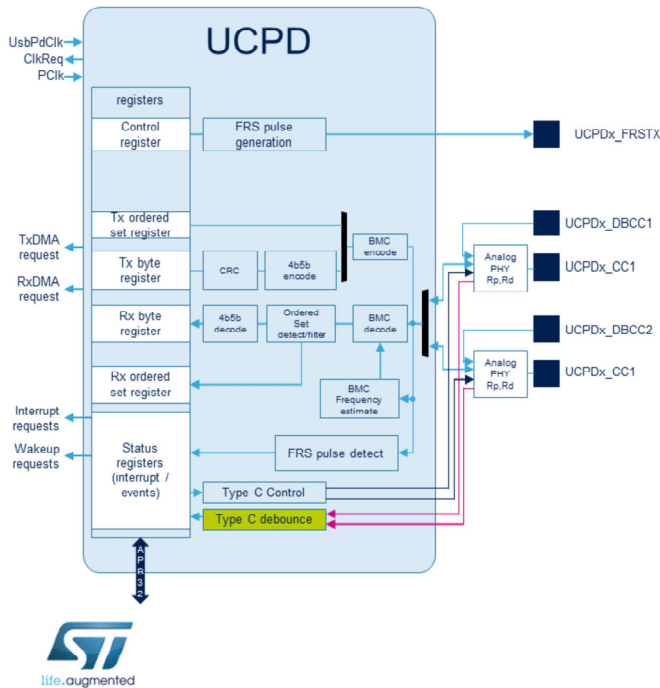 UCPD
UsbPdClk
ClkReq
PClk
registers
Control
register
FRS pulse
generation
UCPDx_FRSTX
Tx ordered
set register
BMC
encode
UCPDx_DBCC1
TxDMA
request
Tx byte
register
CRC
4b5b
encode
Analog
PHY
Rp,Rd
UCPDx_CC1
RxDMA
request
Rx byte
register
4b5b
decode
Ordered
Set
detect/filter
BMC
decode
UCPDx_DBCC2
Rx ordered
set register
BMC
Frequency
estimate
Analog
PHY
Rp,Rd
UCPDx_CC1
Interrupt
requests
Wakeup
requests
Status
registers
(interrupt /
events)
FRS pulse detect
Type C Control
Type C debounce
APB32
ST
life.augmented